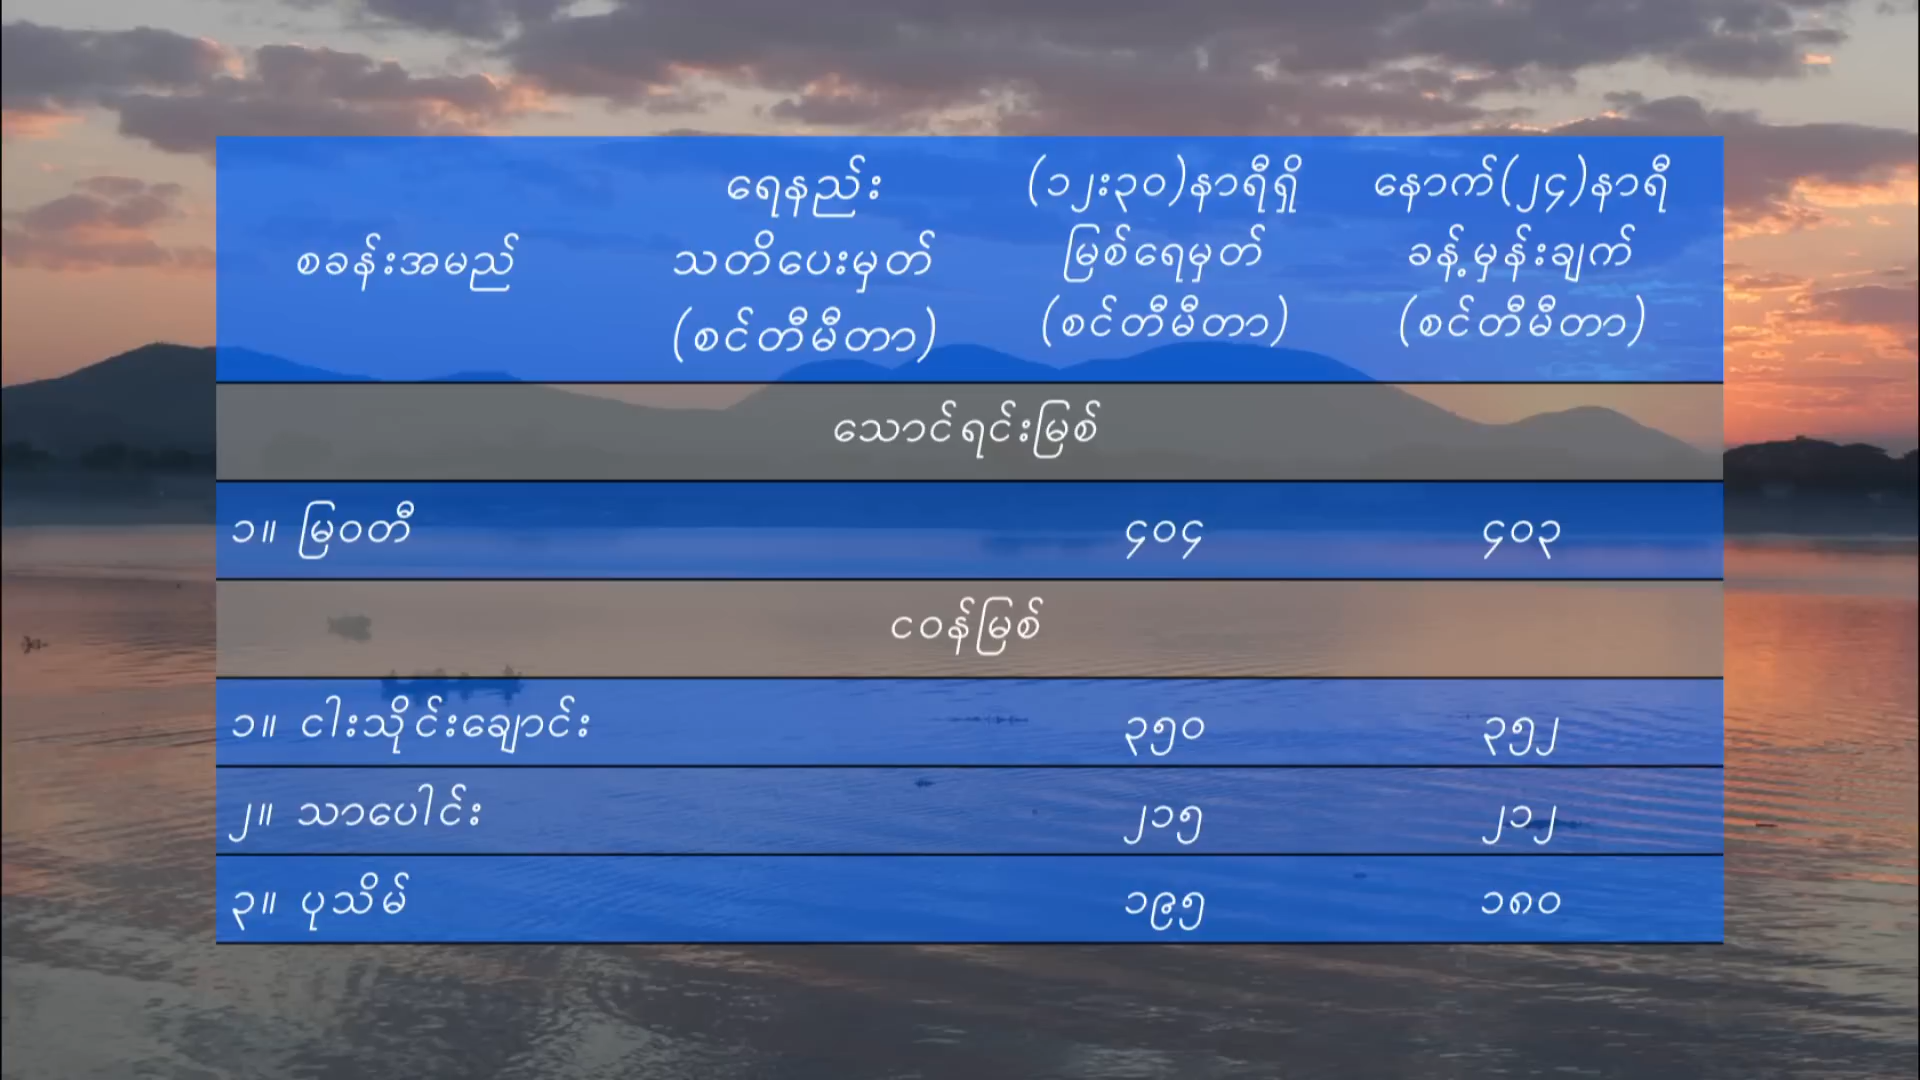 စခန်းအမည်
ရေနည်း
သတိပေးမှတ်
(စင်တီမီတာ)
(၁၂း၃၀)နာရီရှိ
မြစ်ရေမှတ်
(စင်တီမီတာ)
နောက်(၂၄)နာရီ
ခန့်မှန်းချက်
(စင်တီမီတာ)
သောင်ရင်းမြစ်
၁။ မြဝတီ ၄၀၄ ၄၀၃
ငဝန်မြစ်
၁။ ငါးသိုင်းချောင်း ၃၅၀ ၃၅၂
၂။ သာပေါင်း ၂၁၅ ၂၁၂
၃။ ပုသိမ် ၁၉၅ ၁၈၀